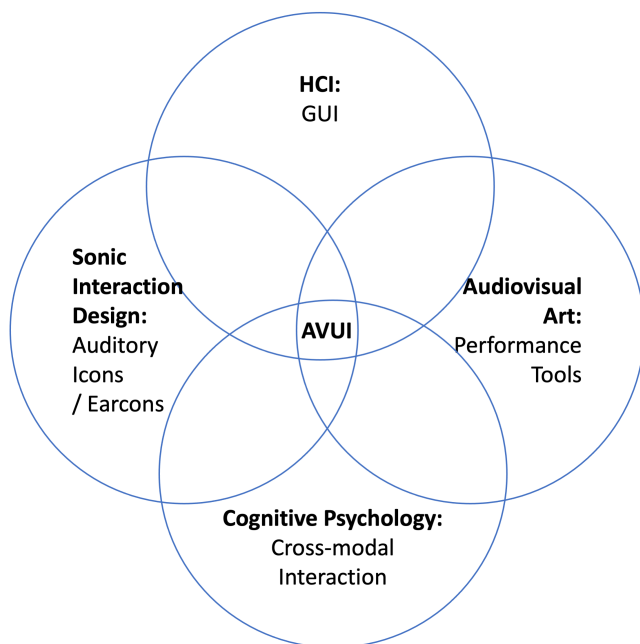 HCI:
GUI
Sonic
Interaction
Design:
Auditory
Icons
/ Earcons
AVUI
Audiovisual
Art:
Performance
Tools
Cognitive Psychology:
Cross-modal
Interaction